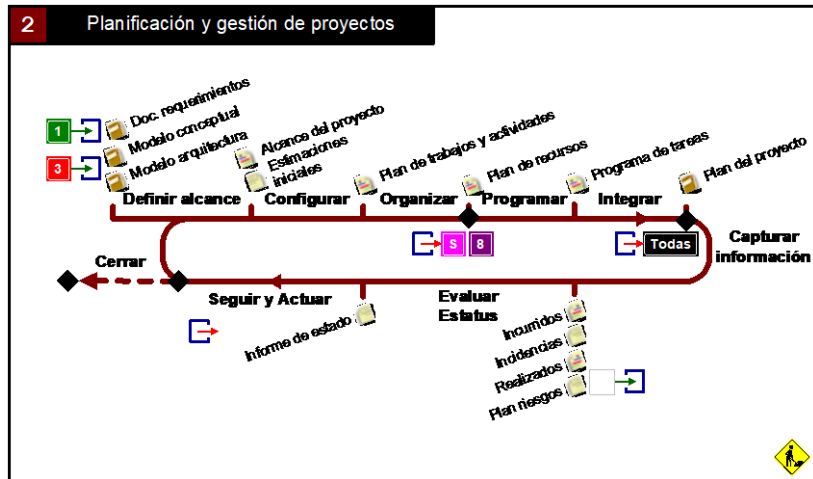 2
Planificación y gestión de proyectos
1
3
Doc. requerimientos
Modelo conceptual
Modelo arquitectura
Alcance del proyecto
Estimaciones
iniciales
Plan de trabajos y actividades
Plan de recursos
Programa de tareas
Plan del proyecto
Definir alcance
Configurar
Organizar
Programar
Integrar
S
8
Todas
Capturar
información
Cerrar
Seguir y Actuar
Evaluar
Estatus
Informe de estado
Incurridos
Incidencias
Realizados
Plan riesgos